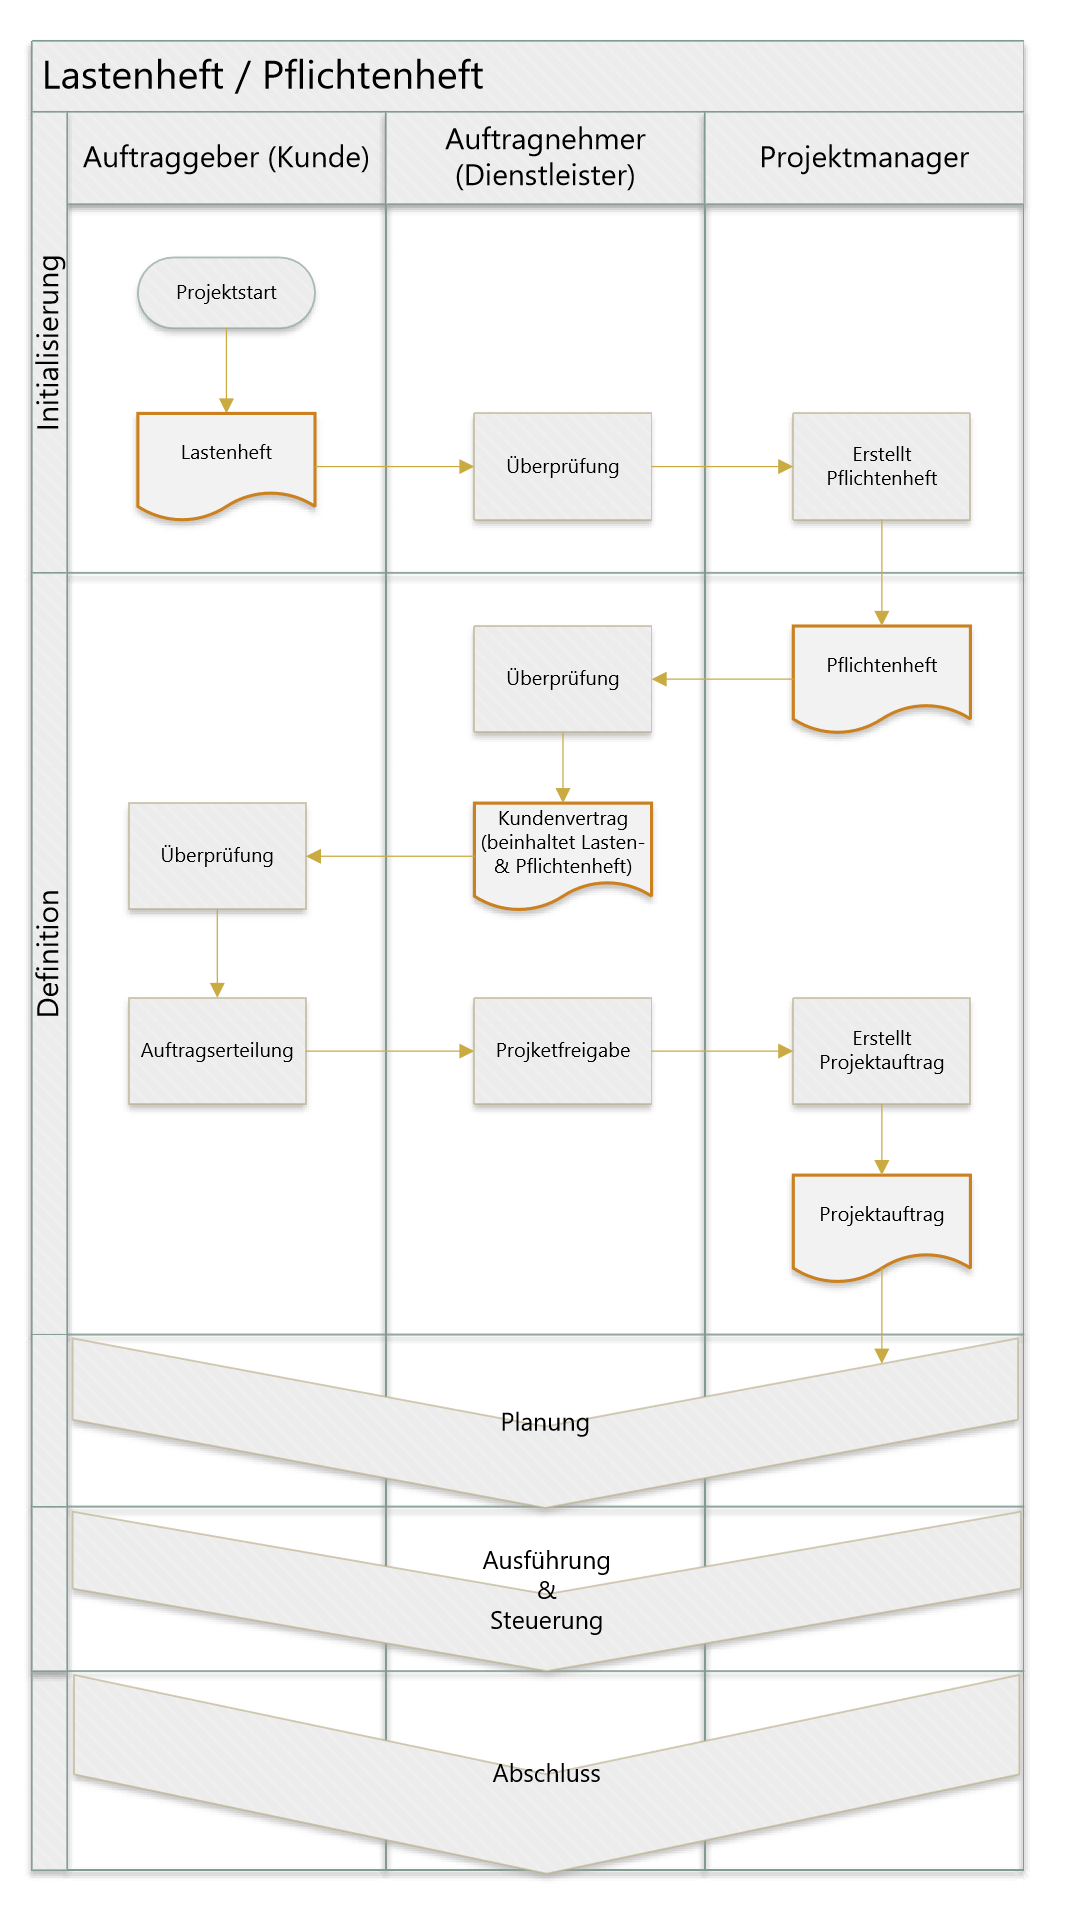 Lastenheft / Pflichtenheft
Auftraggeber (Kunde)
Auftragnehmer
(Dienstleister)
Projektmanager
Initialisierung
Projektstart
Lastenheft
Überprüfung
Erstellt
Pflichtenheft
Definition
Pflichtenheft
Überprüfung
Kundenvertrag
(beinhaltet Lasten-
& Pflichtenheft)
Überprüfung
Auftragserteilung
Projketfreigabe
Erstellt
Projektauftrag
Projektauftrag
Planung
Ausführung
&
Steuerung
Abschluss